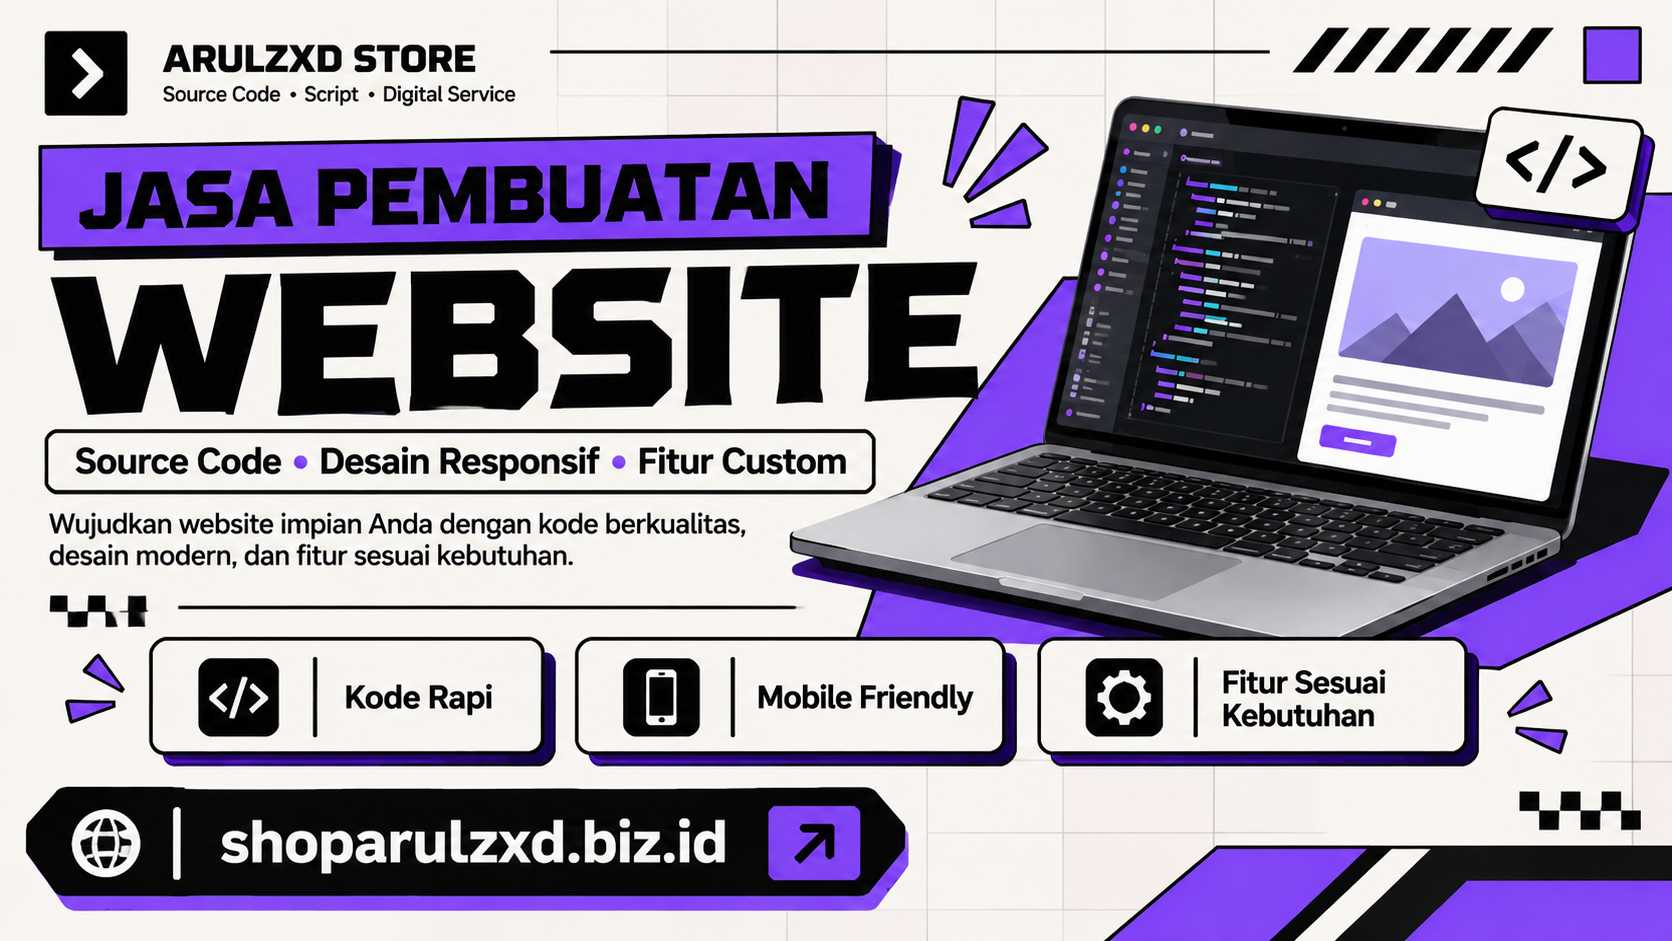 ARULZXD STORE
Source Code • Script • Digital Service
JASA PEMBUATAN
WEBSITE
Source Code • Desain Responsif • Fitur Custom
Wujudkan website impian Anda dengan kode berkualitas,
desain modern, dan fitur sesuai kebutuhan.
</>
</>
Kode Rapi
Mobile Friendly
Fitur Sesuai
Kebutuhan
shoparulzxd.biz.id